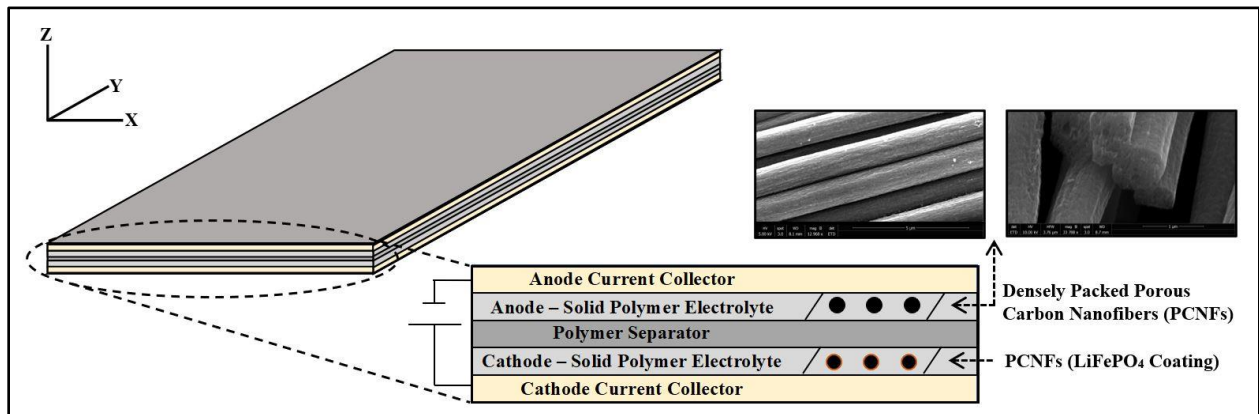 Z
Y
X
Anode Current Collector
Anode – Solid Polymer Electrolyte
Polymer Separator
Cathode – Solid Polymer Electrolyte
Cathode Current Collector
Densely Packed Porous
Carbon Nanofibers (PCNFs)
PCNFs (LiFePO₄ Coating)